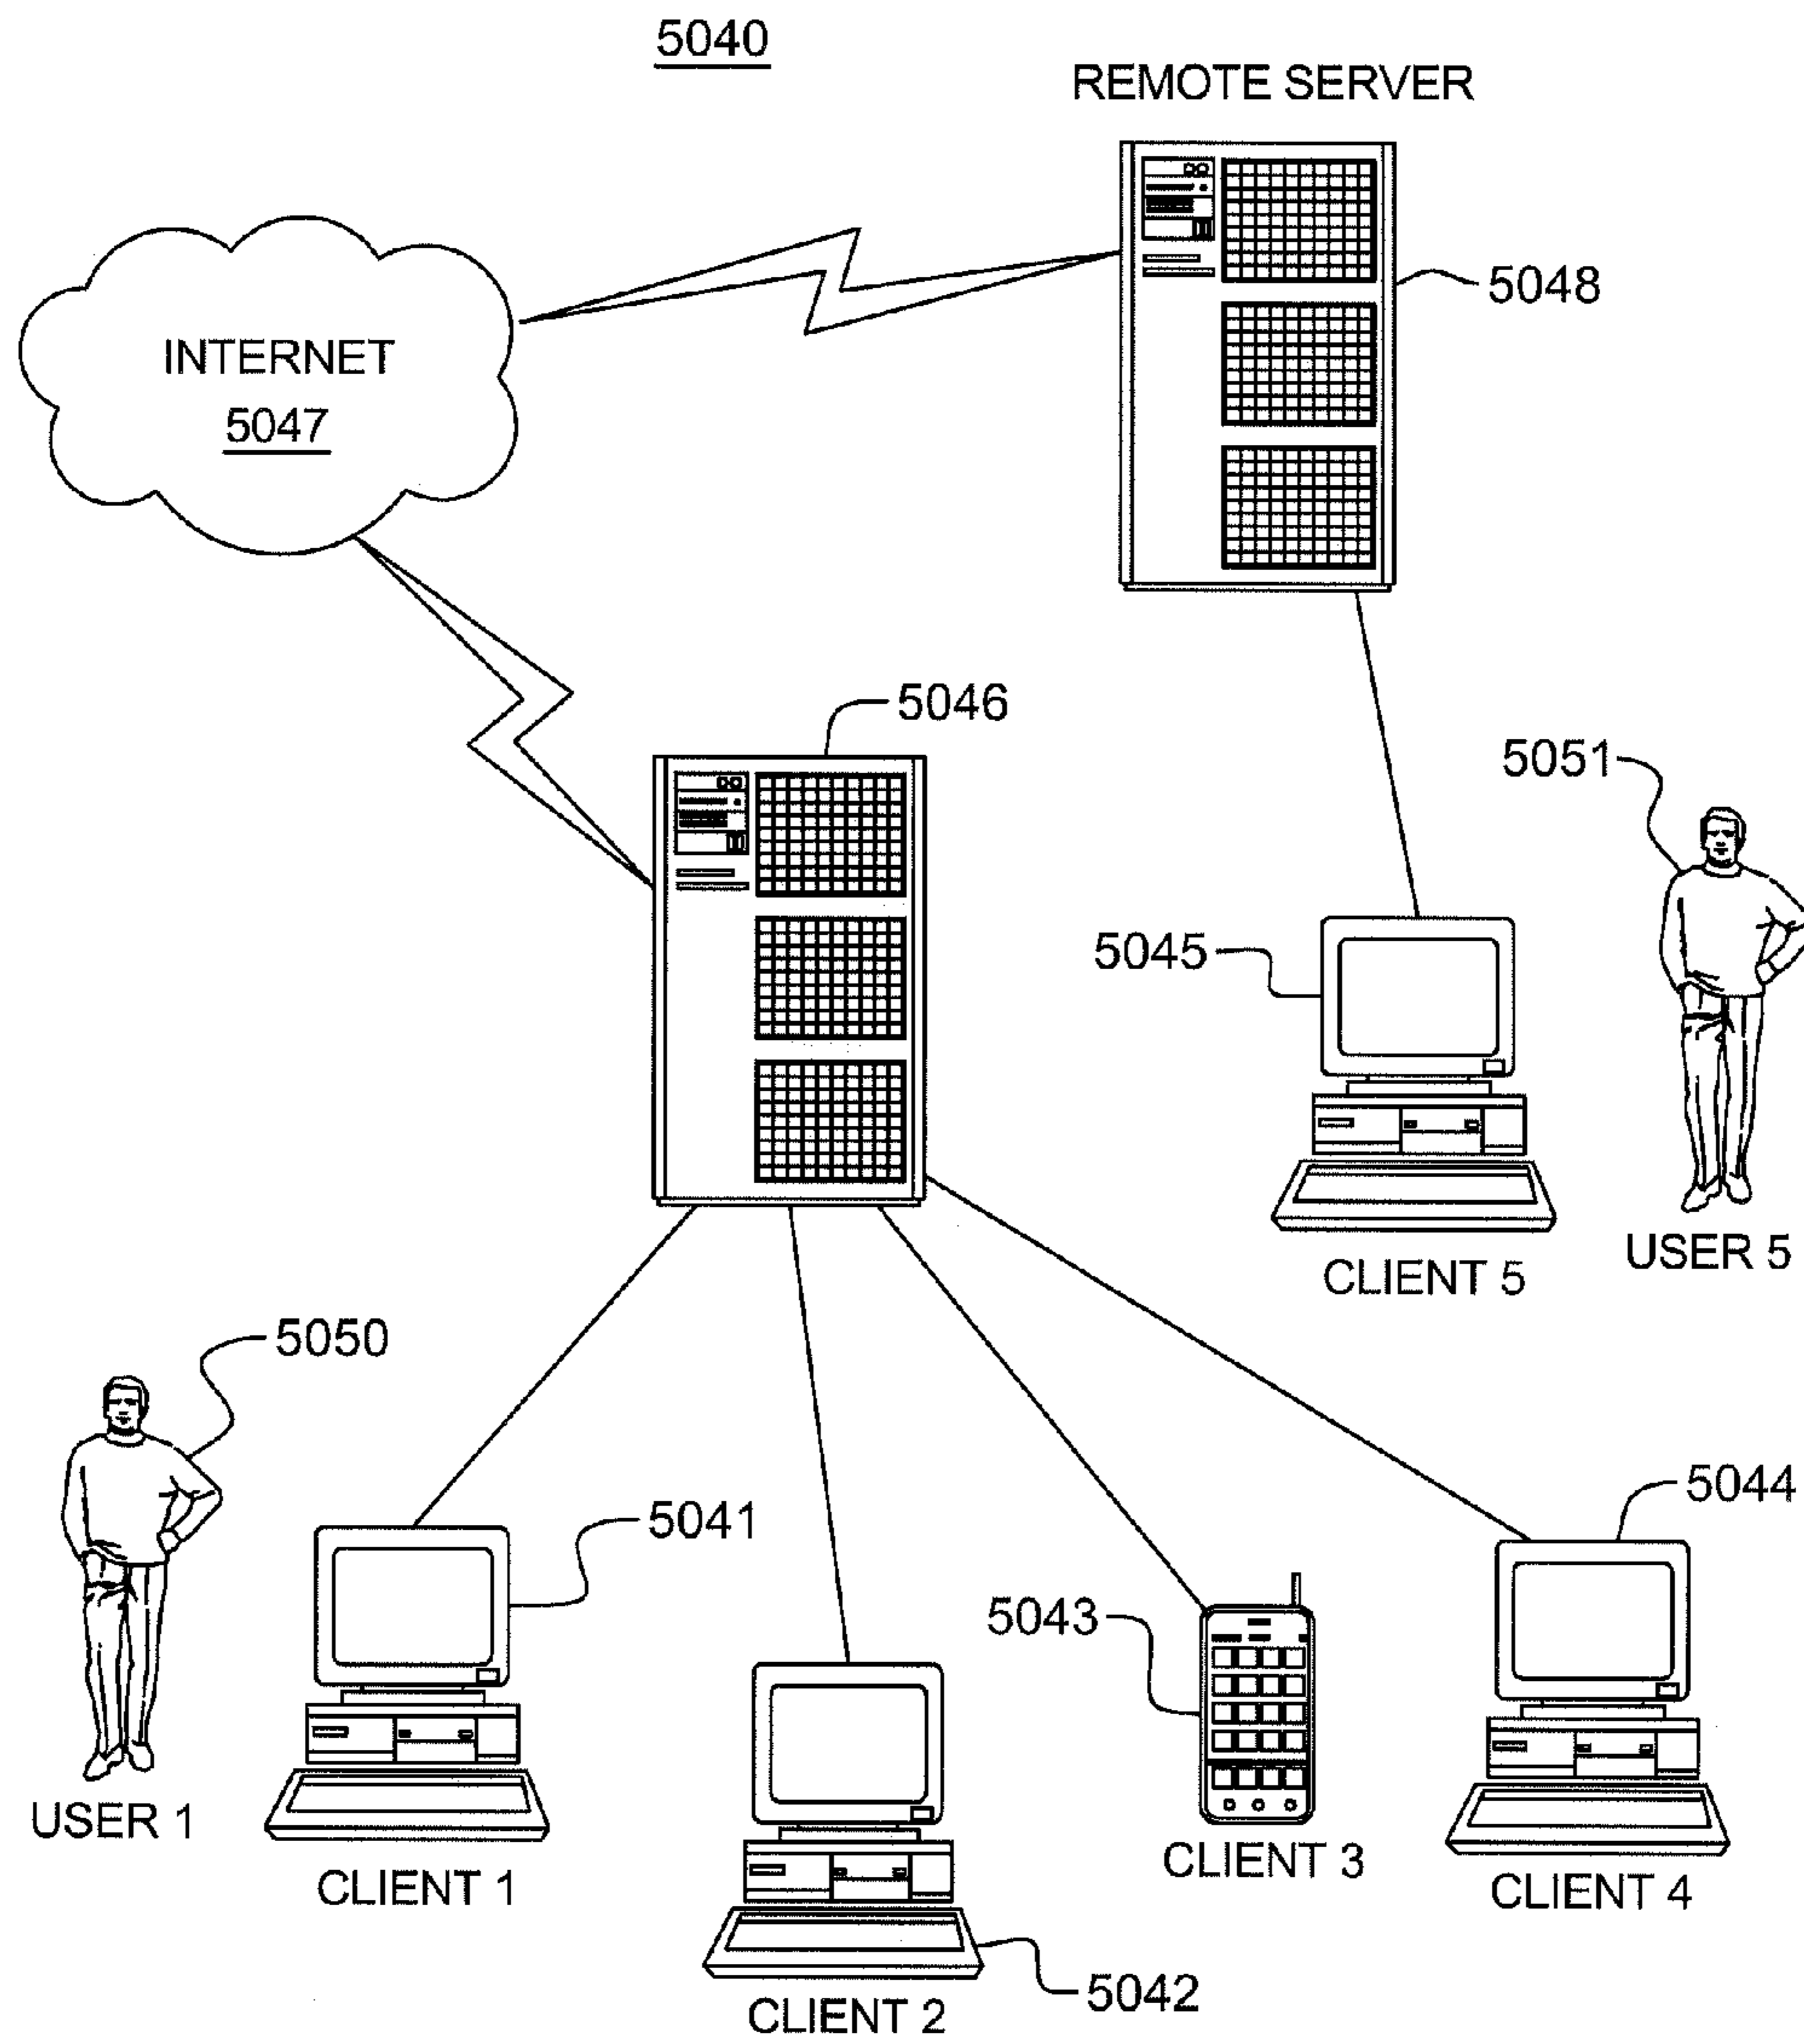 5040
REMOTE SERVER
5048
INTERNET
5047
5046
5051
5045
USER 5
CLIENT 5
5050
5044
5041
5043
USER 1
CLIENT 3
CLIENT 1
CLIENT 4
5042
CLIENT 2